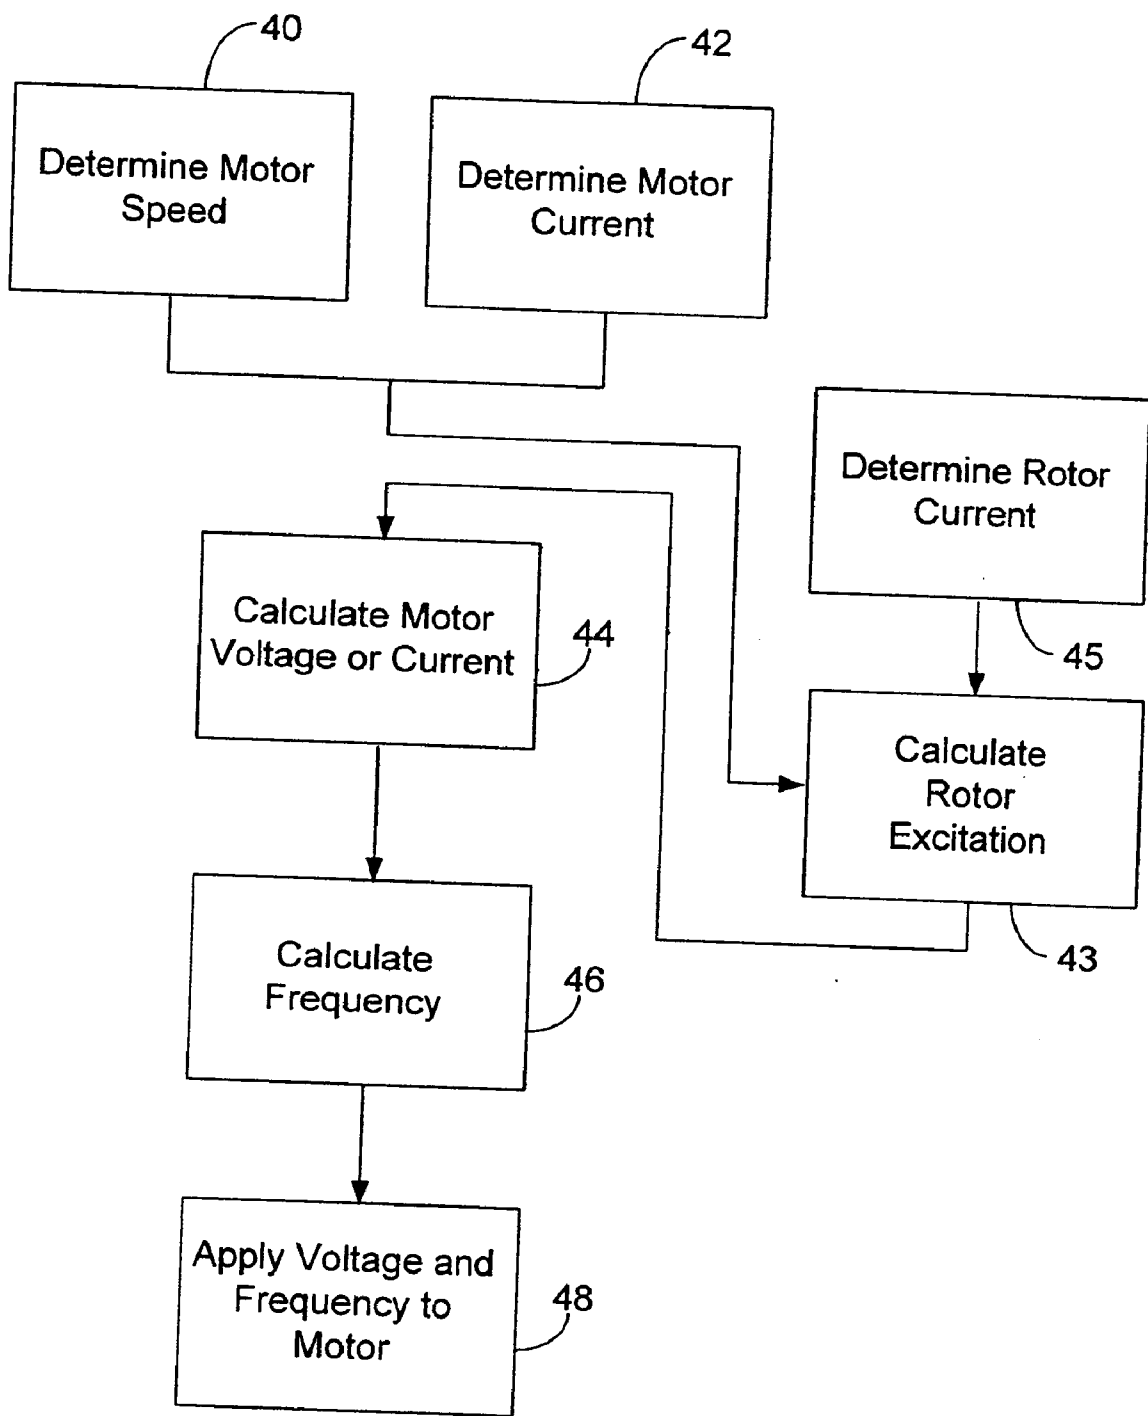 40
42
Determine Motor
Speed
Determine Motor
Current
Determine Rotor
Current
45
Calculate Motor
Voltage or Current
44
Calculate
Rotor
Excitation
43
Calculate
Frequency
46
Apply Voltage and
Frequency to
Motor
48